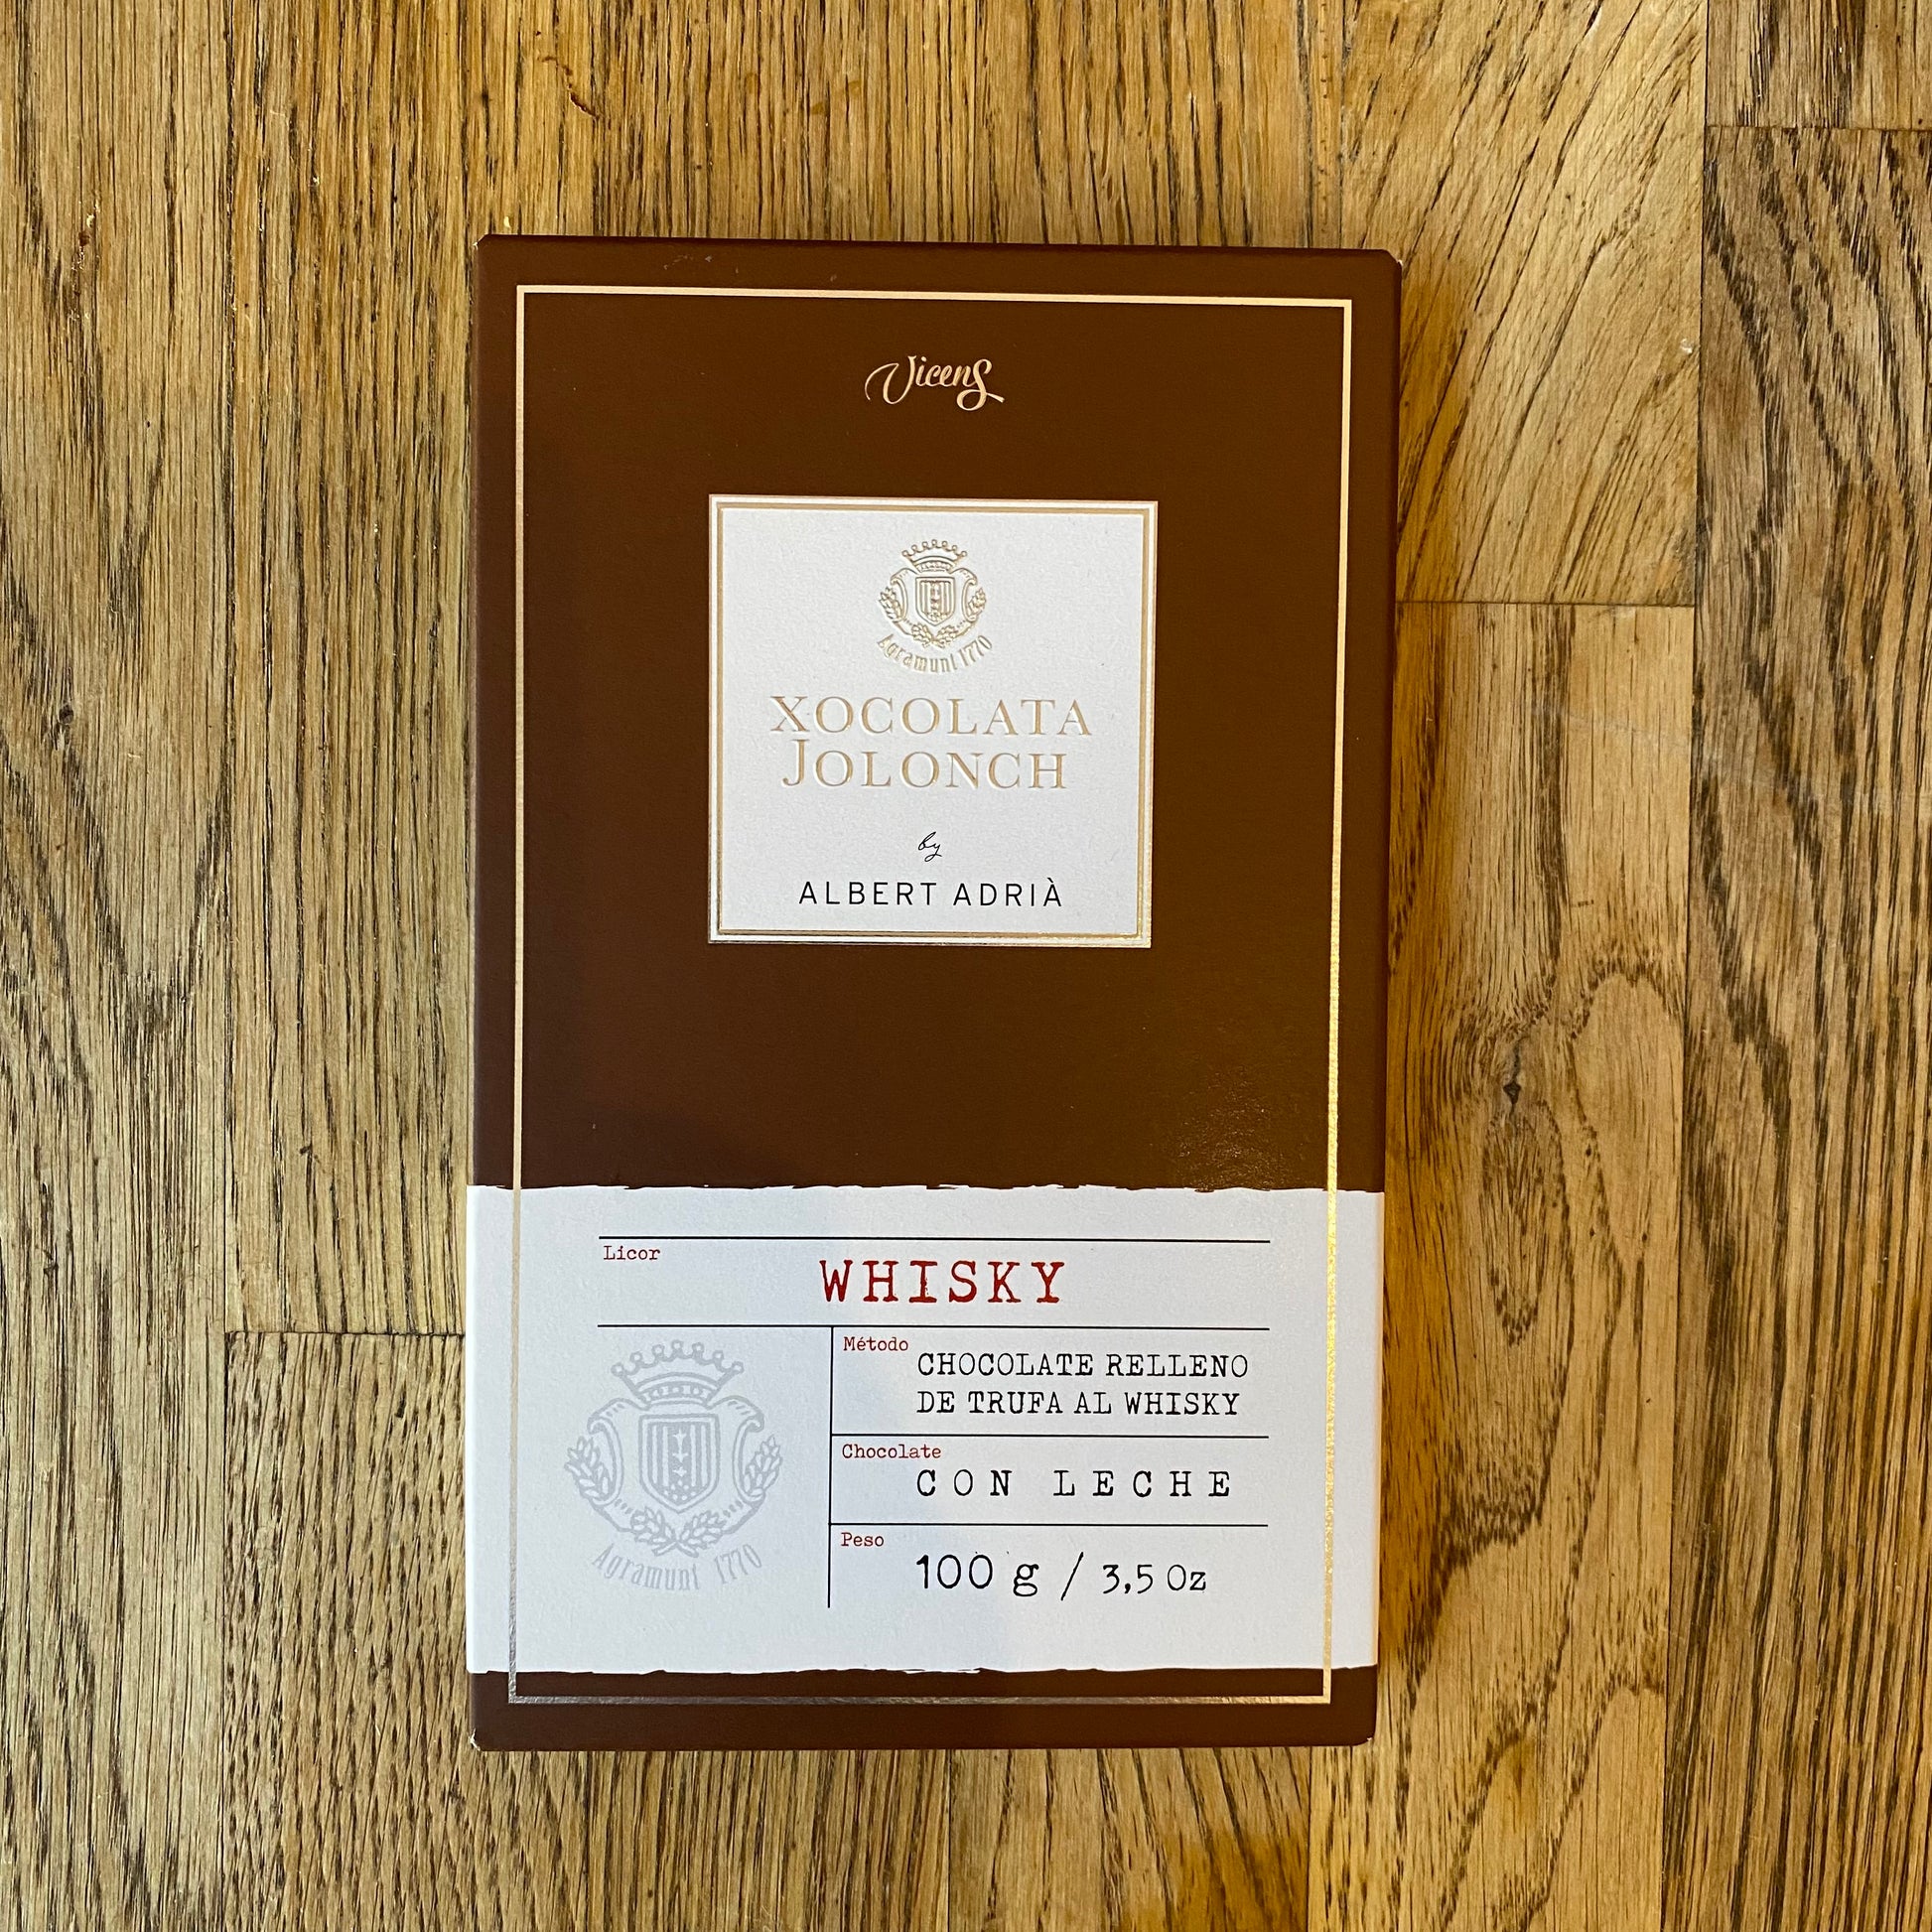 Vicens
Agramunt 1770
XOCOLATA
JOLONCH
by
ALBERT ADRIÀ
Licor
WHISKY
Método
CHOCOLATE RELLENO
DE TRUFA AL WHISKY
Chocolate
CON LECHE
Peso
100 g / 3,5 Oz
Agramunt 1770